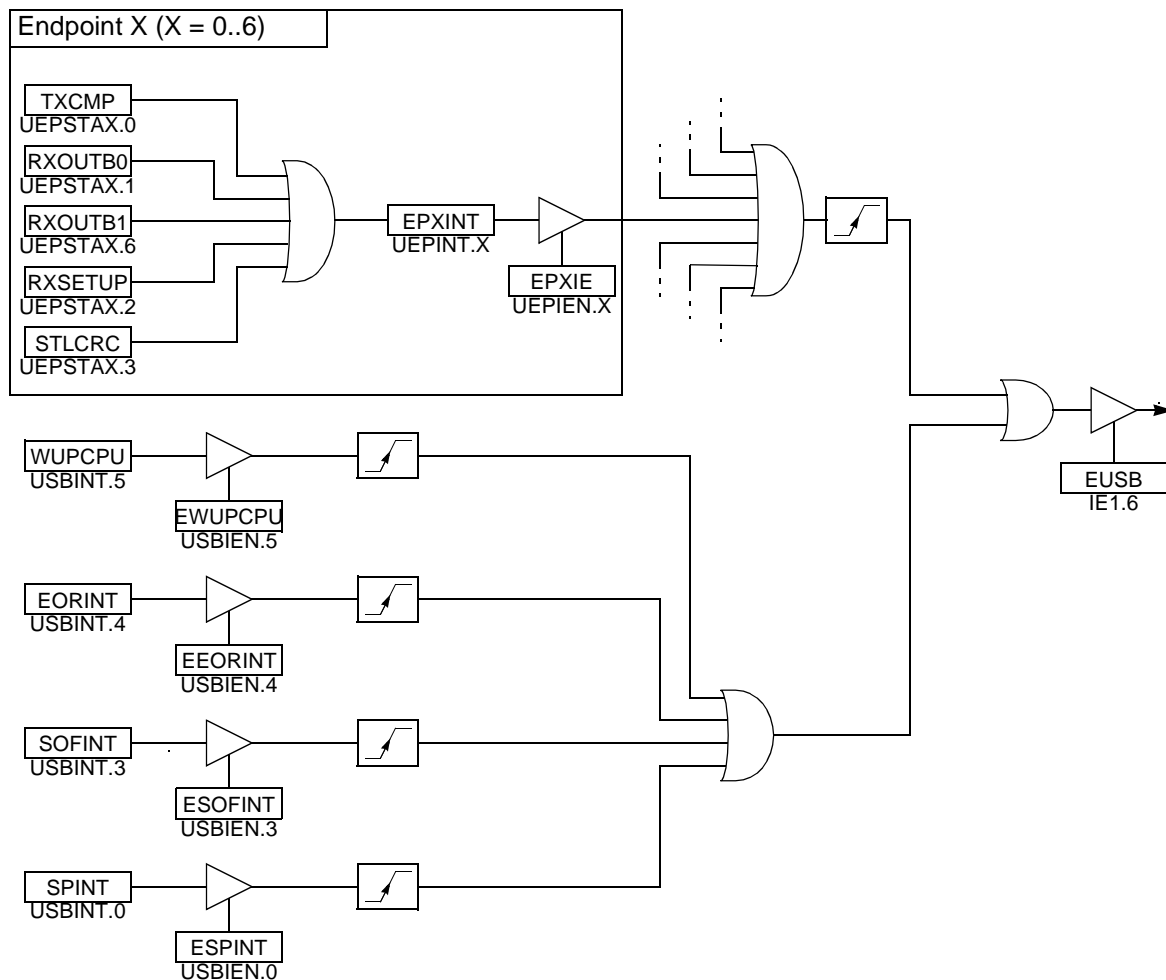 Endpoint X (X = 0..6)
TXCMP
UEPSTAX.0
RXOUTB0
UEPSTAX.1
RXOUTB1
UEPSTAX.6
RXSETUP
UEPSTAX.2
STLCRC
UEPSTAX.3
EPXINT
UEPINT.X
EPXIE
UEPIEN.X
WUPCPU
USBINT.5
EWUPCPU
USBIEN.5
EUSB
IE1.6
EORINT
USBINT.4
EEORINT
USBIEN.4
SOFINT
USBINT.3
ESOFINT
USBIEN.3
SPINT
USBINT.0
ESPINT
USBIEN.0